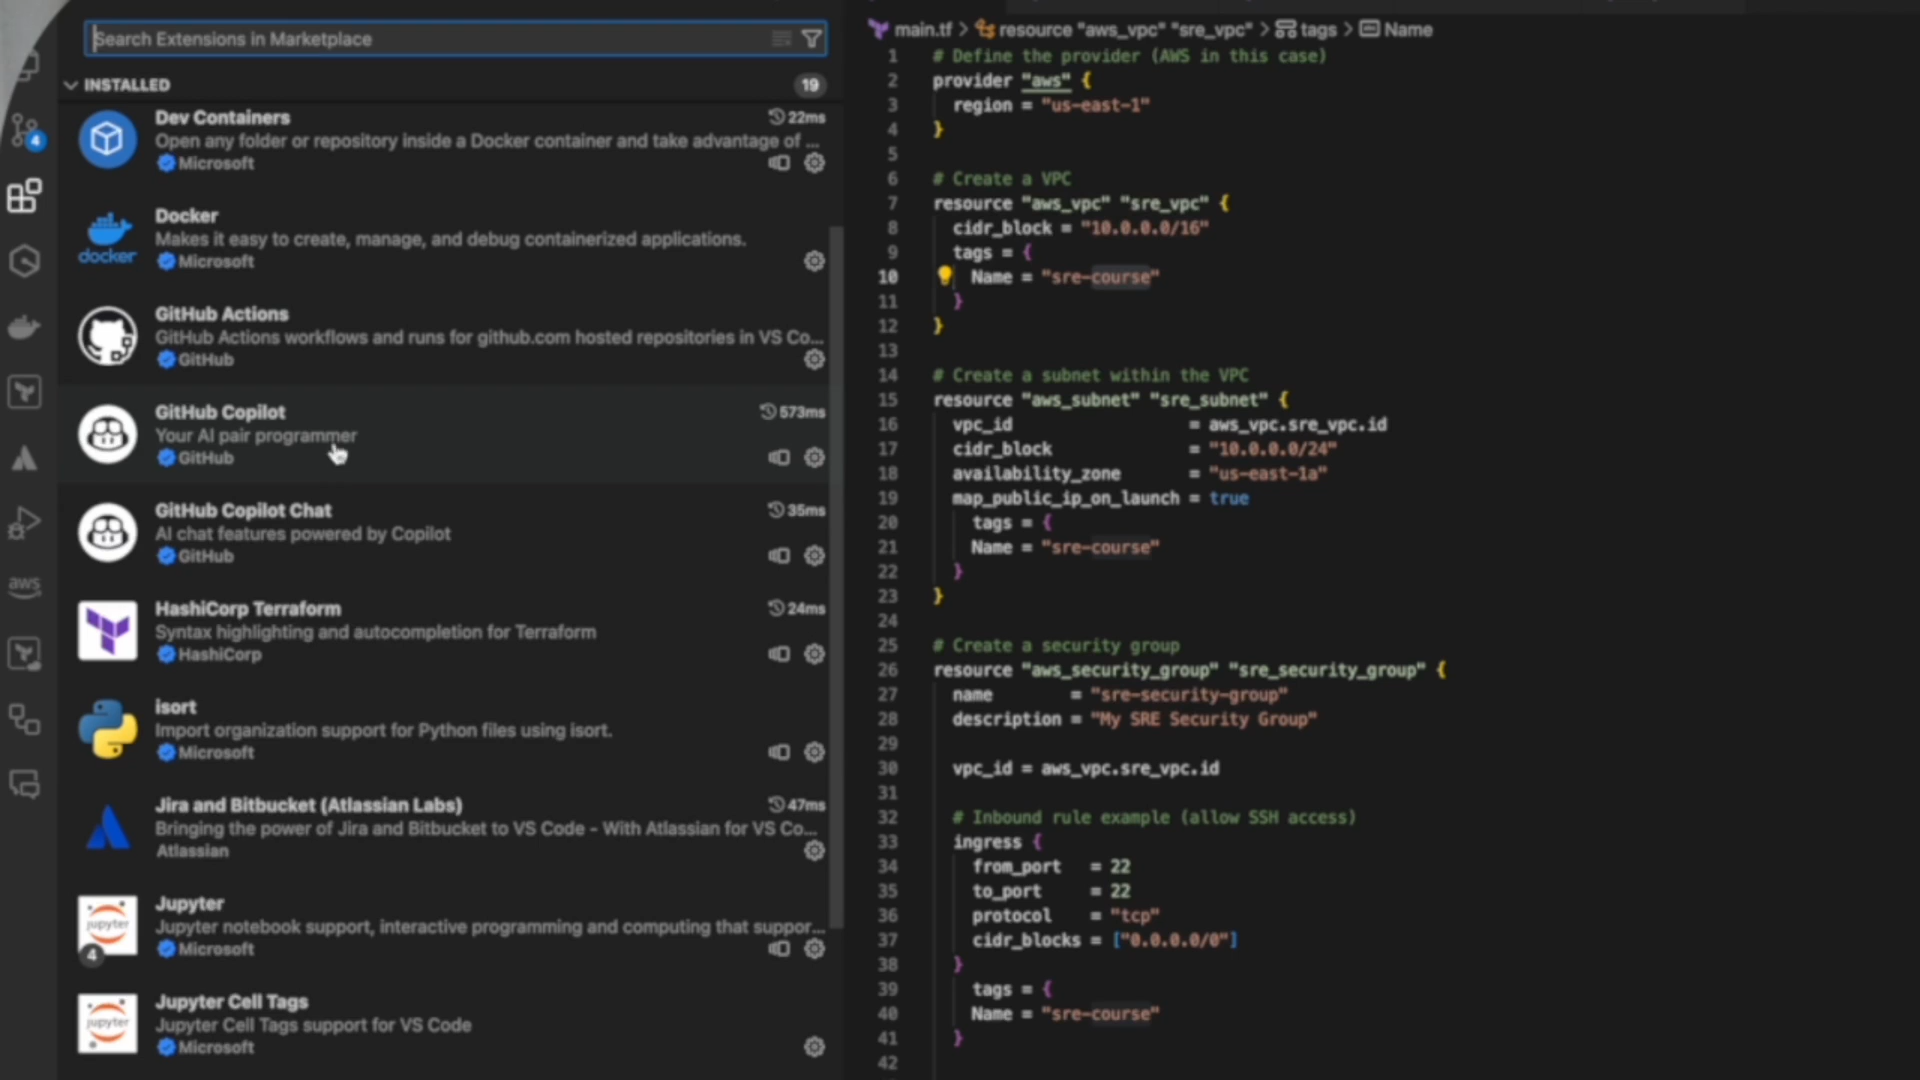 Search Extensions in Marketplace
INSTALLED
19
Dev Containers
22ms
Open any folder or repository inside a Docker container and take advantage of ...
Microsoft
Docker
docker
Makes it easy to create, manage, and debug containerized applications.
Microsoft
GitHub Actions
GitHub Actions workflows and runs for github.com hosted repositories in VS Co...
GitHub
GitHub Copilot
573ms
Your AI pair programmer
GitHub
GitHub Copilot Chat
35ms
AI chat features powered by Copilot
GitHub
HashiCorp Terraform
24ms
Syntax highlighting and autocompletion for Terraform
HashiCorp
isort
Import organization support for Python files using isort.
Microsoft
Jira and Bitbucket (Atlassian Labs)
47ms
Bringing the power of Jira and Bitbucket to VS Code - With Atlassian for VS Co...
Atlassian
Jupyter
jupyter
4
Jupyter notebook support, interactive programming and computing that suppor...
Microsoft
Jupyter Cell Tags
jupyter
Jupyter Cell Tags support for VS Code
Microsoft
4
aws
main.tf > resource "aws_vpc" "sre_vpc" > tags > Name
1 # Define the provider (AWS in this case)
2 provider "aws" {
3 region = "us-east-1"
4 }
5
6 # Create a VPC
7 resource "aws_vpc" "sre_vpc" {
8 cidr_block = "10.0.0.0/16"
9 tags = {
10 Name = "sre-course"
11 }
12 }
13
14 # Create a subnet within the VPC
15 resource "aws_subnet" "sre_subnet" {
16 vpc_id = aws_vpc.sre_vpc.id
17 cidr_block = "10.0.0.0/24"
18 availability_zone = "us-east-1a"
19 map_public_ip_on_launch = true
20 tags = {
21 Name = "sre-course"
22 }
23 }
24
25 # Create a security group
26 resource "aws_security_group" "sre_security_group" {
27 name = "sre-security-group"
28 description = "My SRE Security Group"
29
30 vpc_id = aws_vpc.sre_vpc.id
31
32 # Inbound rule example (allow SSH access)
33 ingress {
34 from_port = 22
35 to_port = 22
36 protocol = "tcp"
37 cidr_blocks = ["0.0.0.0/0"]
38 }
39 tags = {
40 Name = "sre-course"
41 }
42